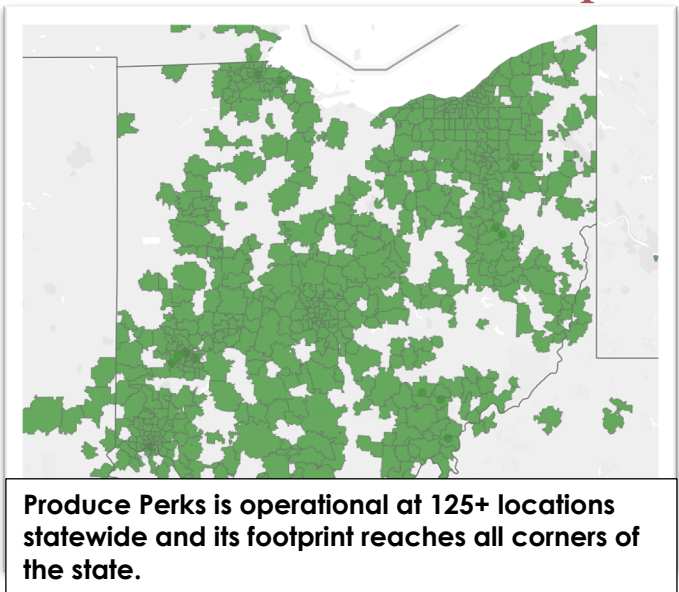 Produce Perks is operational at 125+ locations
statewide and its footprint reaches all corners of
the state.